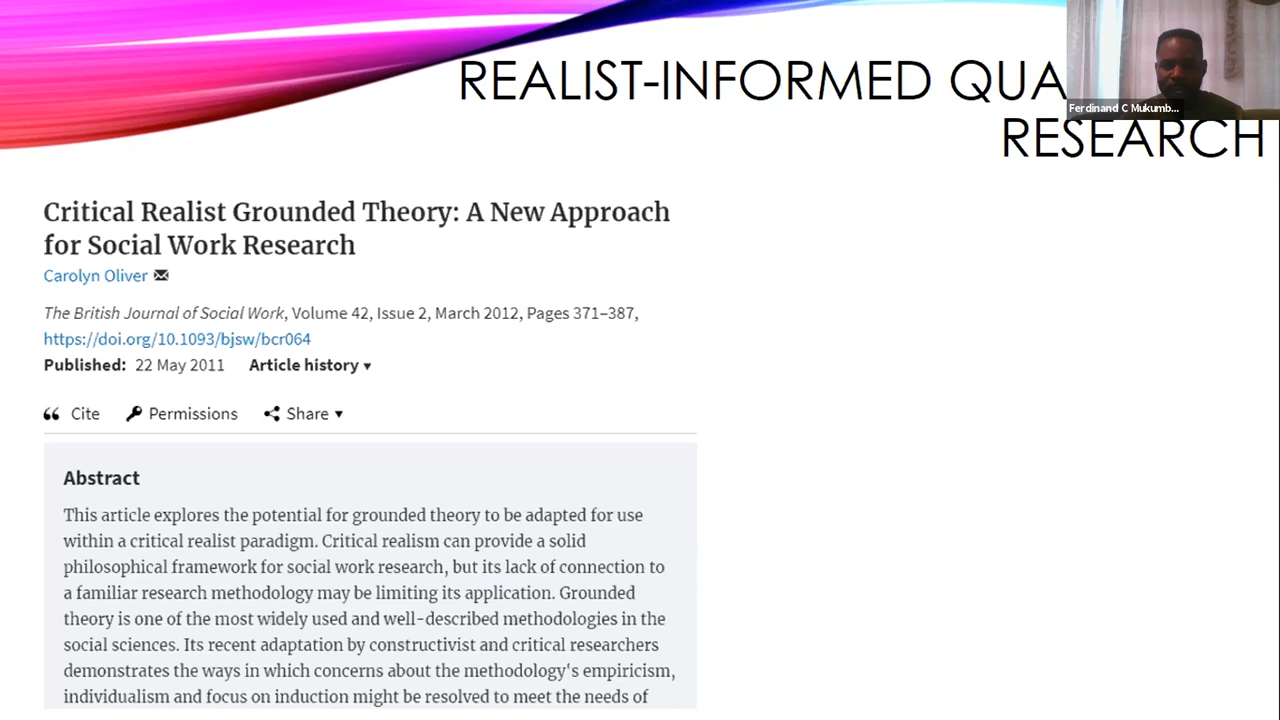 REALIST-INFORMED QUA
RESEARCH
Ferdinand C Mukumb...
Critical Realist Grounded Theory: A New Approach
for Social Work Research
Carolyn Oliver
The British Journal of Social Work, Volume 42, Issue 2, March 2012, Pages 371–387,
https://doi.org/10.1093/bjsw/bcr064
Published: 22 May 2011 Article history
Cite Permissions Share
Abstract
This article explores the potential for grounded theory to be adapted for use
within a critical realist paradigm. Critical realism can provide a solid
philosophical framework for social work research, but its lack of connection to
a familiar research methodology may be limiting its application. Grounded
theory is one of the most widely used and well-described methodologies in the
social sciences. Its recent adaptation by constructivist and critical researchers
demonstrates the ways in which concerns about the methodology's empiricism,
individualism and focus on induction might be resolved to meet the needs of